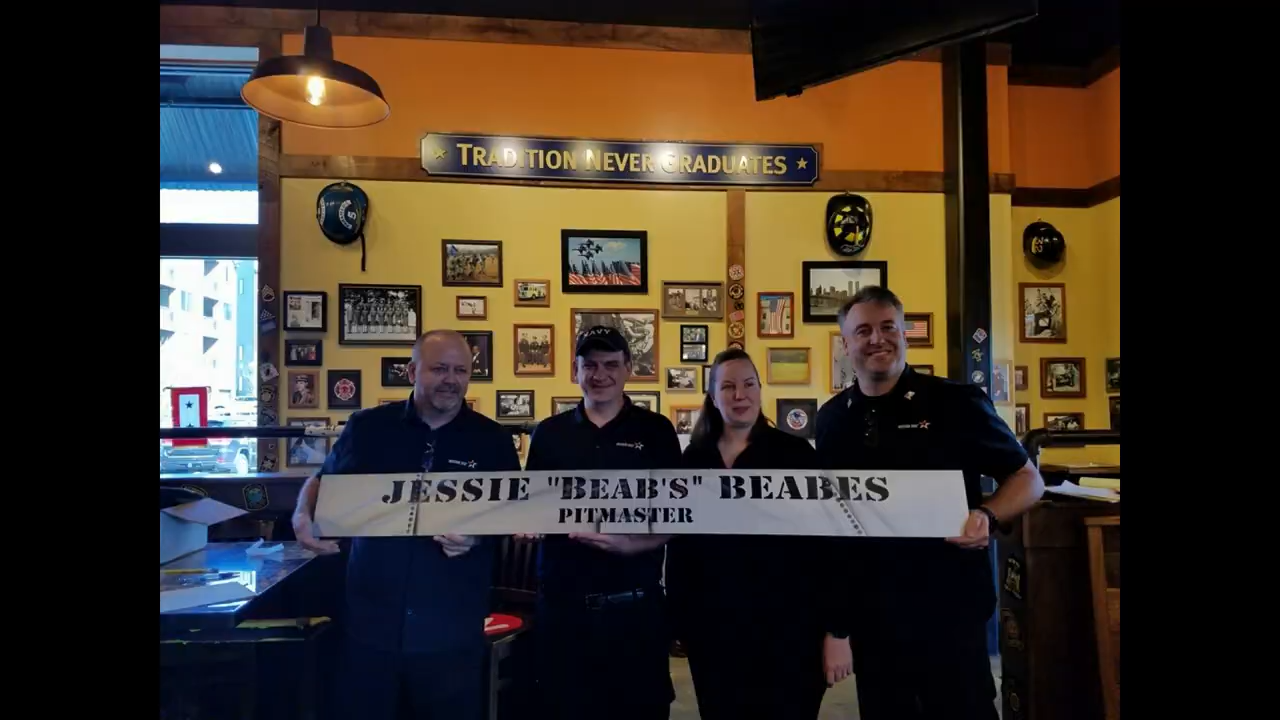 TRADITION NEVER GRADUATES
NAVY
JESSIE "BEAB'S" BEABES
PITMASTER